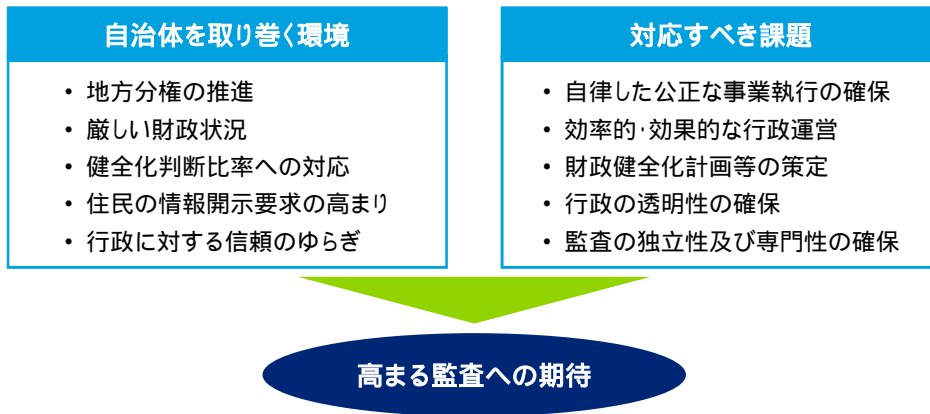 自治体を取り巻く環境
• 地方分権の推進
• 厳しい財政状況
• 健全化判断比率への対応
• 住民の情報開示要求の高まり
• 行政に対する信頼のゆらぎ
対応すべき課題
• 自律した公正な事業執行の確保
• 効率的・効果的な行政運営
• 財政健全化計画等の策定
• 行政の透明性の確保
• 監査の独立性及び専門性の確保
高まる監査への期待